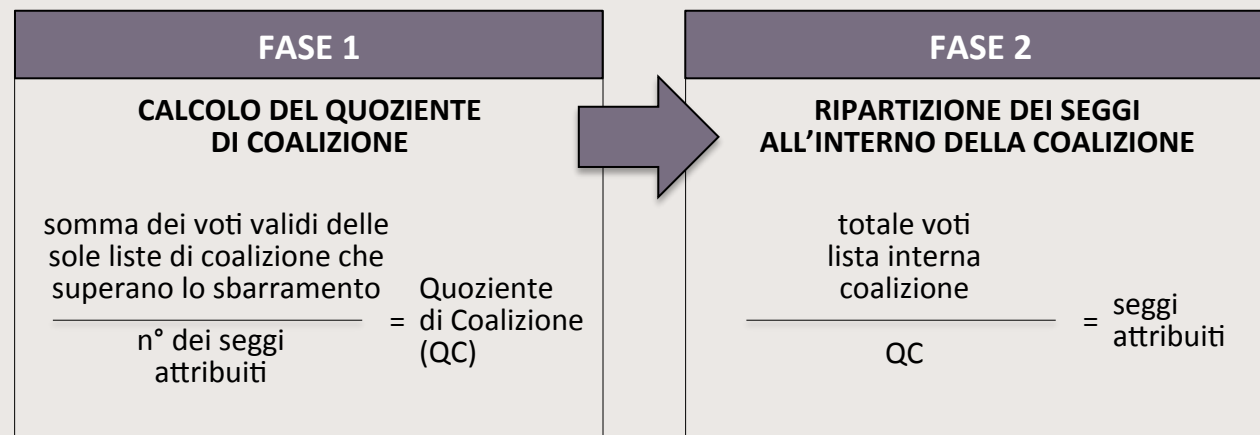 FASE 1
CALCOLO DEL QUOZIENTE
DI COALIZIONE
somma dei voti validi delle
sole liste di coalizione che
superano lo sbarramento
n° dei seggi
attribuiti
= Quoziente
di Coalizione
(QC)
FASE 2
RIPARTIZIONE DEI SEGGI
ALL’INTERNO DELLA COALIZIONE
totale voti
lista interna
coalizione
QC
= seggi
attribuiti